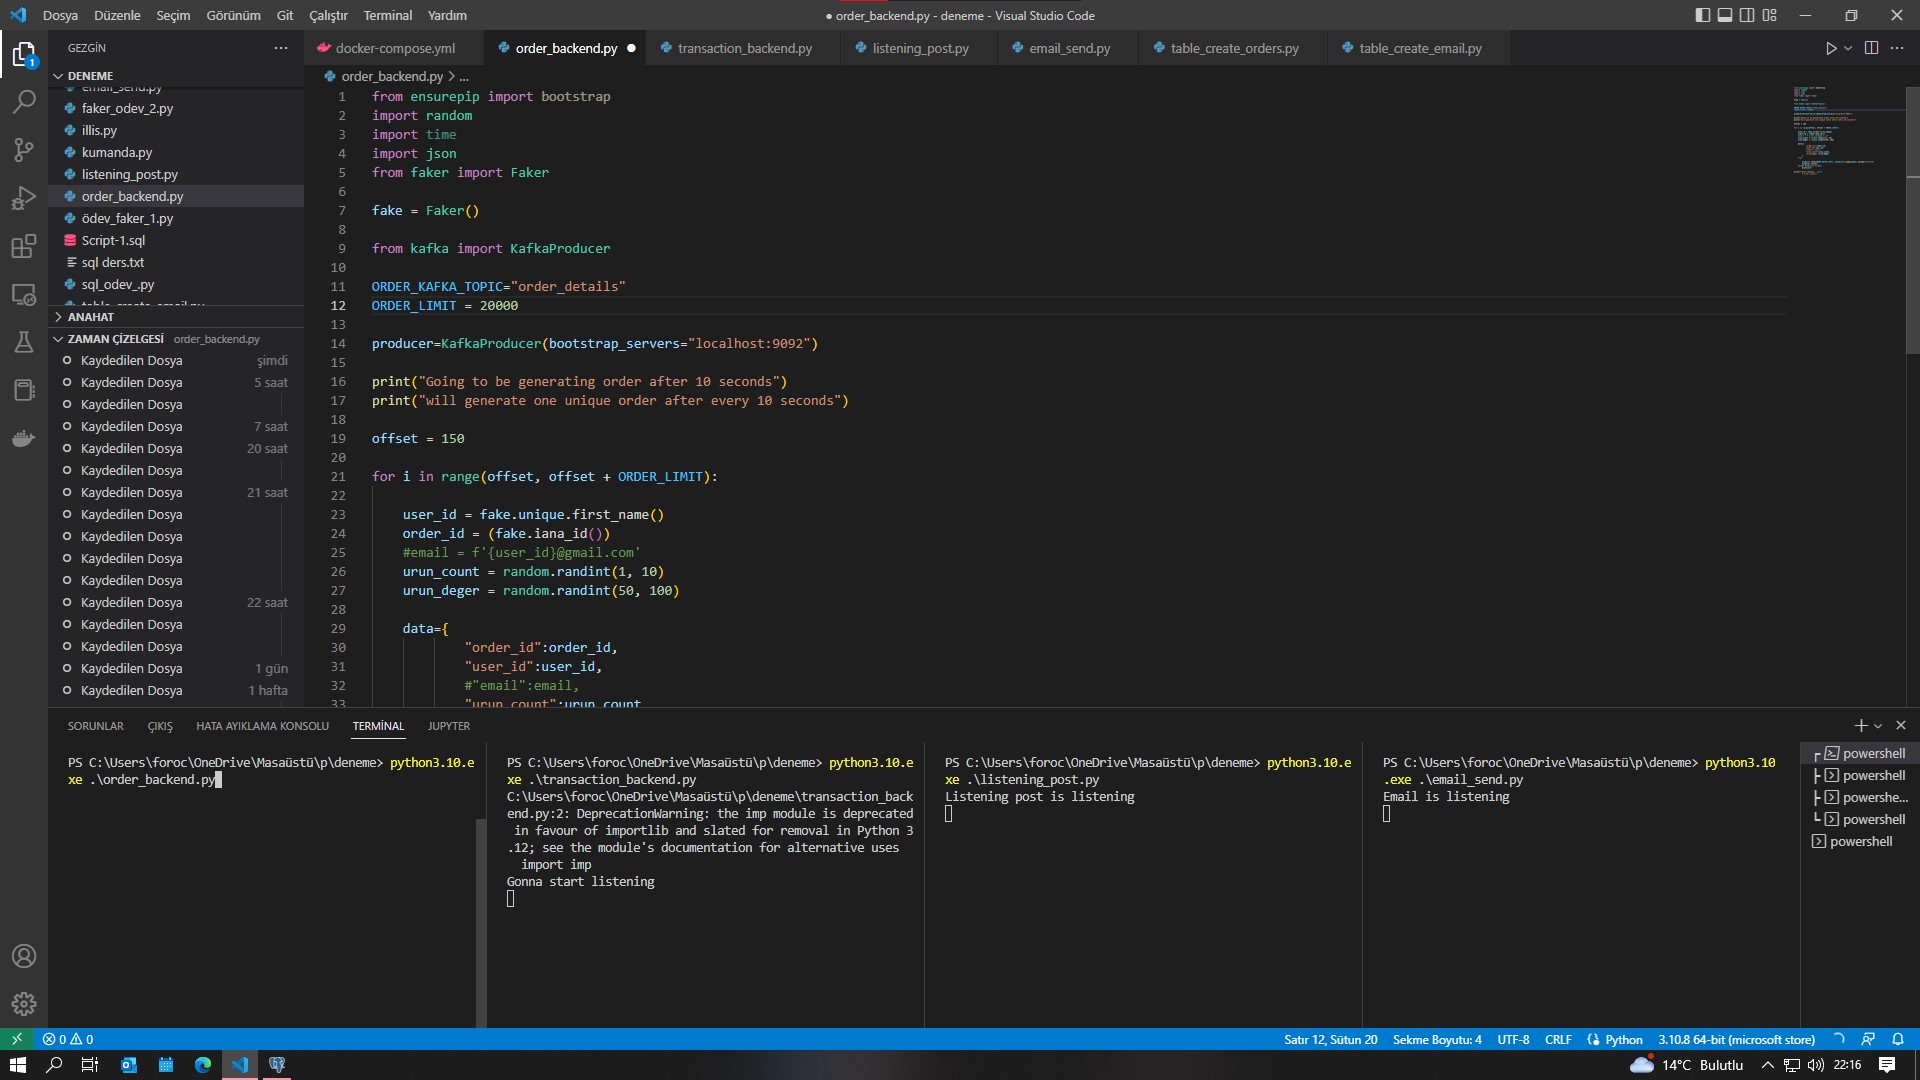 Dosya Düzenle Seçim Görünüm Git Çalıştır Terminal Yardım
● order_backend.py - deneme - Visual Studio Code
GEZGİN
docker-compose.yml
order_backend.py
transaction_backend.py
listening_post.py
email_send.py
table_create_orders.py
table_create_email.py
DENEME
email_send.py
faker_odev_2.py
illis.py
kumanda.py
listening_post.py
order_backend.py
ödev_faker_1.py
Script-1.sql
sql ders.txt
sql_odev_.py
table_create_email.py
ANAHAT
ZAMAN ÇİZELGESİ order_backend.py
Kaydedilen Dosya şimdi
Kaydedilen Dosya 5 saat
Kaydedilen Dosya
Kaydedilen Dosya 7 saat
Kaydedilen Dosya 20 saat
Kaydedilen Dosya
Kaydedilen Dosya 21 saat
Kaydedilen Dosya
Kaydedilen Dosya
Kaydedilen Dosya
Kaydedilen Dosya
Kaydedilen Dosya 22 saat
Kaydedilen Dosya
Kaydedilen Dosya
Kaydedilen Dosya 1 gün
Kaydedilen Dosya 1 hafta
order_backend.py > ...
1 from ensurepip import bootstrap
2 import random
3 import time
4 import json
5 from faker import Faker
6
7 fake = Faker()
8
9 from kafka import KafkaProducer
10
11 ORDER_KAFKA_TOPIC="order_details"
12 ORDER_LIMIT = 20000
13
14 producer=KafkaProducer(bootstrap_servers="localhost:9092")
15
16 print("Going to be generating order after 10 seconds")
17 print("will generate one unique order after every 10 seconds")
18
19 offset = 150
20
21 for i in range(offset, offset + ORDER_LIMIT):
22
23 user_id = fake.unique.first_name()
24 order_id = (fake.iana_id())
25 #email = f'{user_id}@gmail.com'
26 urun_count = random.randint(1, 10)
27 urun_deger = random.randint(50, 100)
28
29 data={
30 "order_id":order_id,
31 "user_id":user_id,
32 #"email":email,
33 "urun_count":urun_count
SORUNLAR ÇIKIŞ HATA AYIKLAMA KONSOLU TERMİNAL JUPYTER
PS C:\Users\foroc\OneDrive\Masaüstü\p\deneme> python3.10.e
xe .\order_backend.py
PS C:\Users\foroc\OneDrive\Masaüstü\p\deneme> python3.10.e
xe .\transaction_backend.py
C:\Users\foroc\OneDrive\Masaüstü\p\deneme\transaction_back
end.py:2: DeprecationWarning: the imp module is deprecated
in favour of importlib and slated for removal in Python 3
.12; see the module's documentation for alternative uses
import imp
Gonna start listening
PS C:\Users\foroc\OneDrive\Masaüstü\p\deneme> python3.10.e
xe .\listening_post.py
Listening post is listening
PS C:\Users\foroc\OneDrive\Masaüstü\p\deneme> python3.10
.exe .\email_send.py
Email is listening
powershell
powershell
powershe...
powershell
powershell
0 0
Satır 12, Sütun 20 Sekme Boyutu: 4 UTF-8 CRLF Python 3.10.8 64-bit (microsoft store)
14°C Bulutlu 22:16